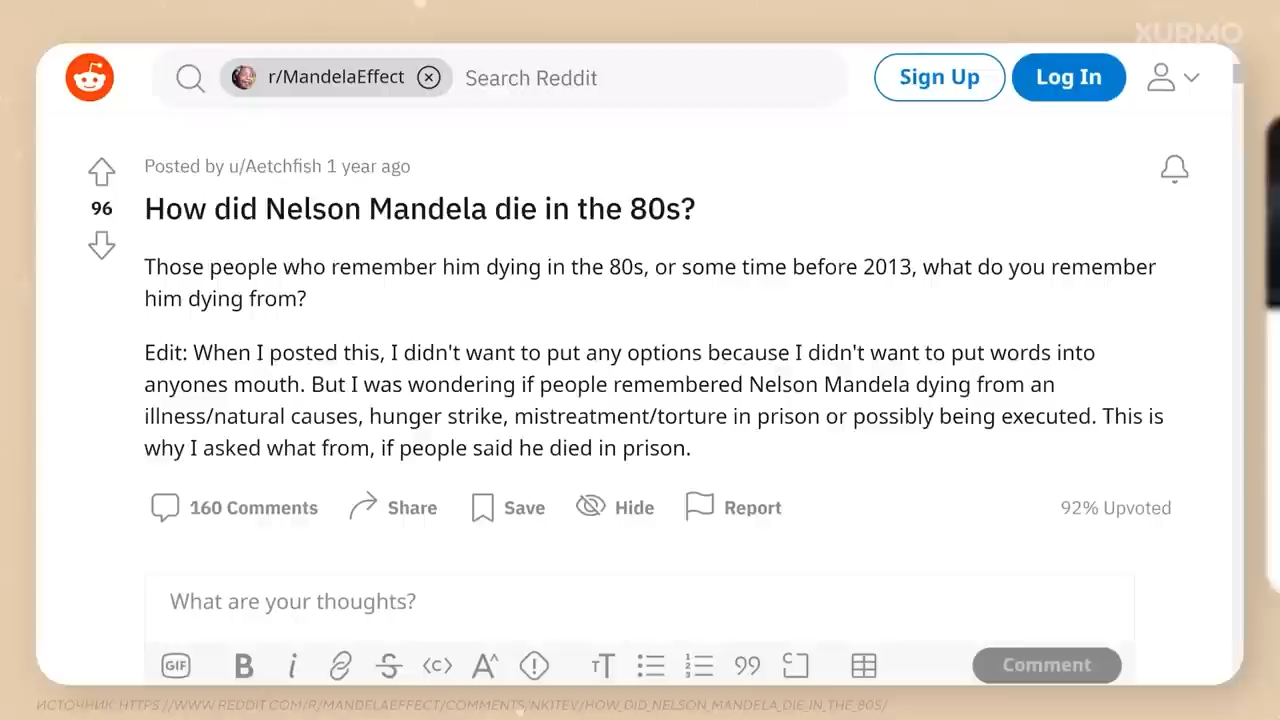 XURMO
r/MandelaEffect
Search Reddit
Sign Up
Log In
Posted by u/Aetchfish 1 year ago
96
How did Nelson Mandela die in the 80s?
Those people who remember him dying in the 80s, or some time before 2013, what do you remember
him dying from?
Edit: When I posted this, I didn't want to put any options because I didn't want to put words into
anyones mouth. But I was wondering if people remembered Nelson Mandela dying from an
illness/natural causes, hunger strike, mistreatment/torture in prison or possibly being executed. This is
why I asked what from, if people said he died in prison.
160 Comments
Share
Save
Hide
Report
92% Upvoted
What are your thoughts?
GIF B i S <c> A^ T T 99 C
Comment
ИСТОЧНИК HTTPS://WWW.REDDIT.COM/R/MANDELAEFFECT/COMMENTS/NKITEV/HOW_DID_NELSON_MANDELA_DIE_IN_THE_80S/